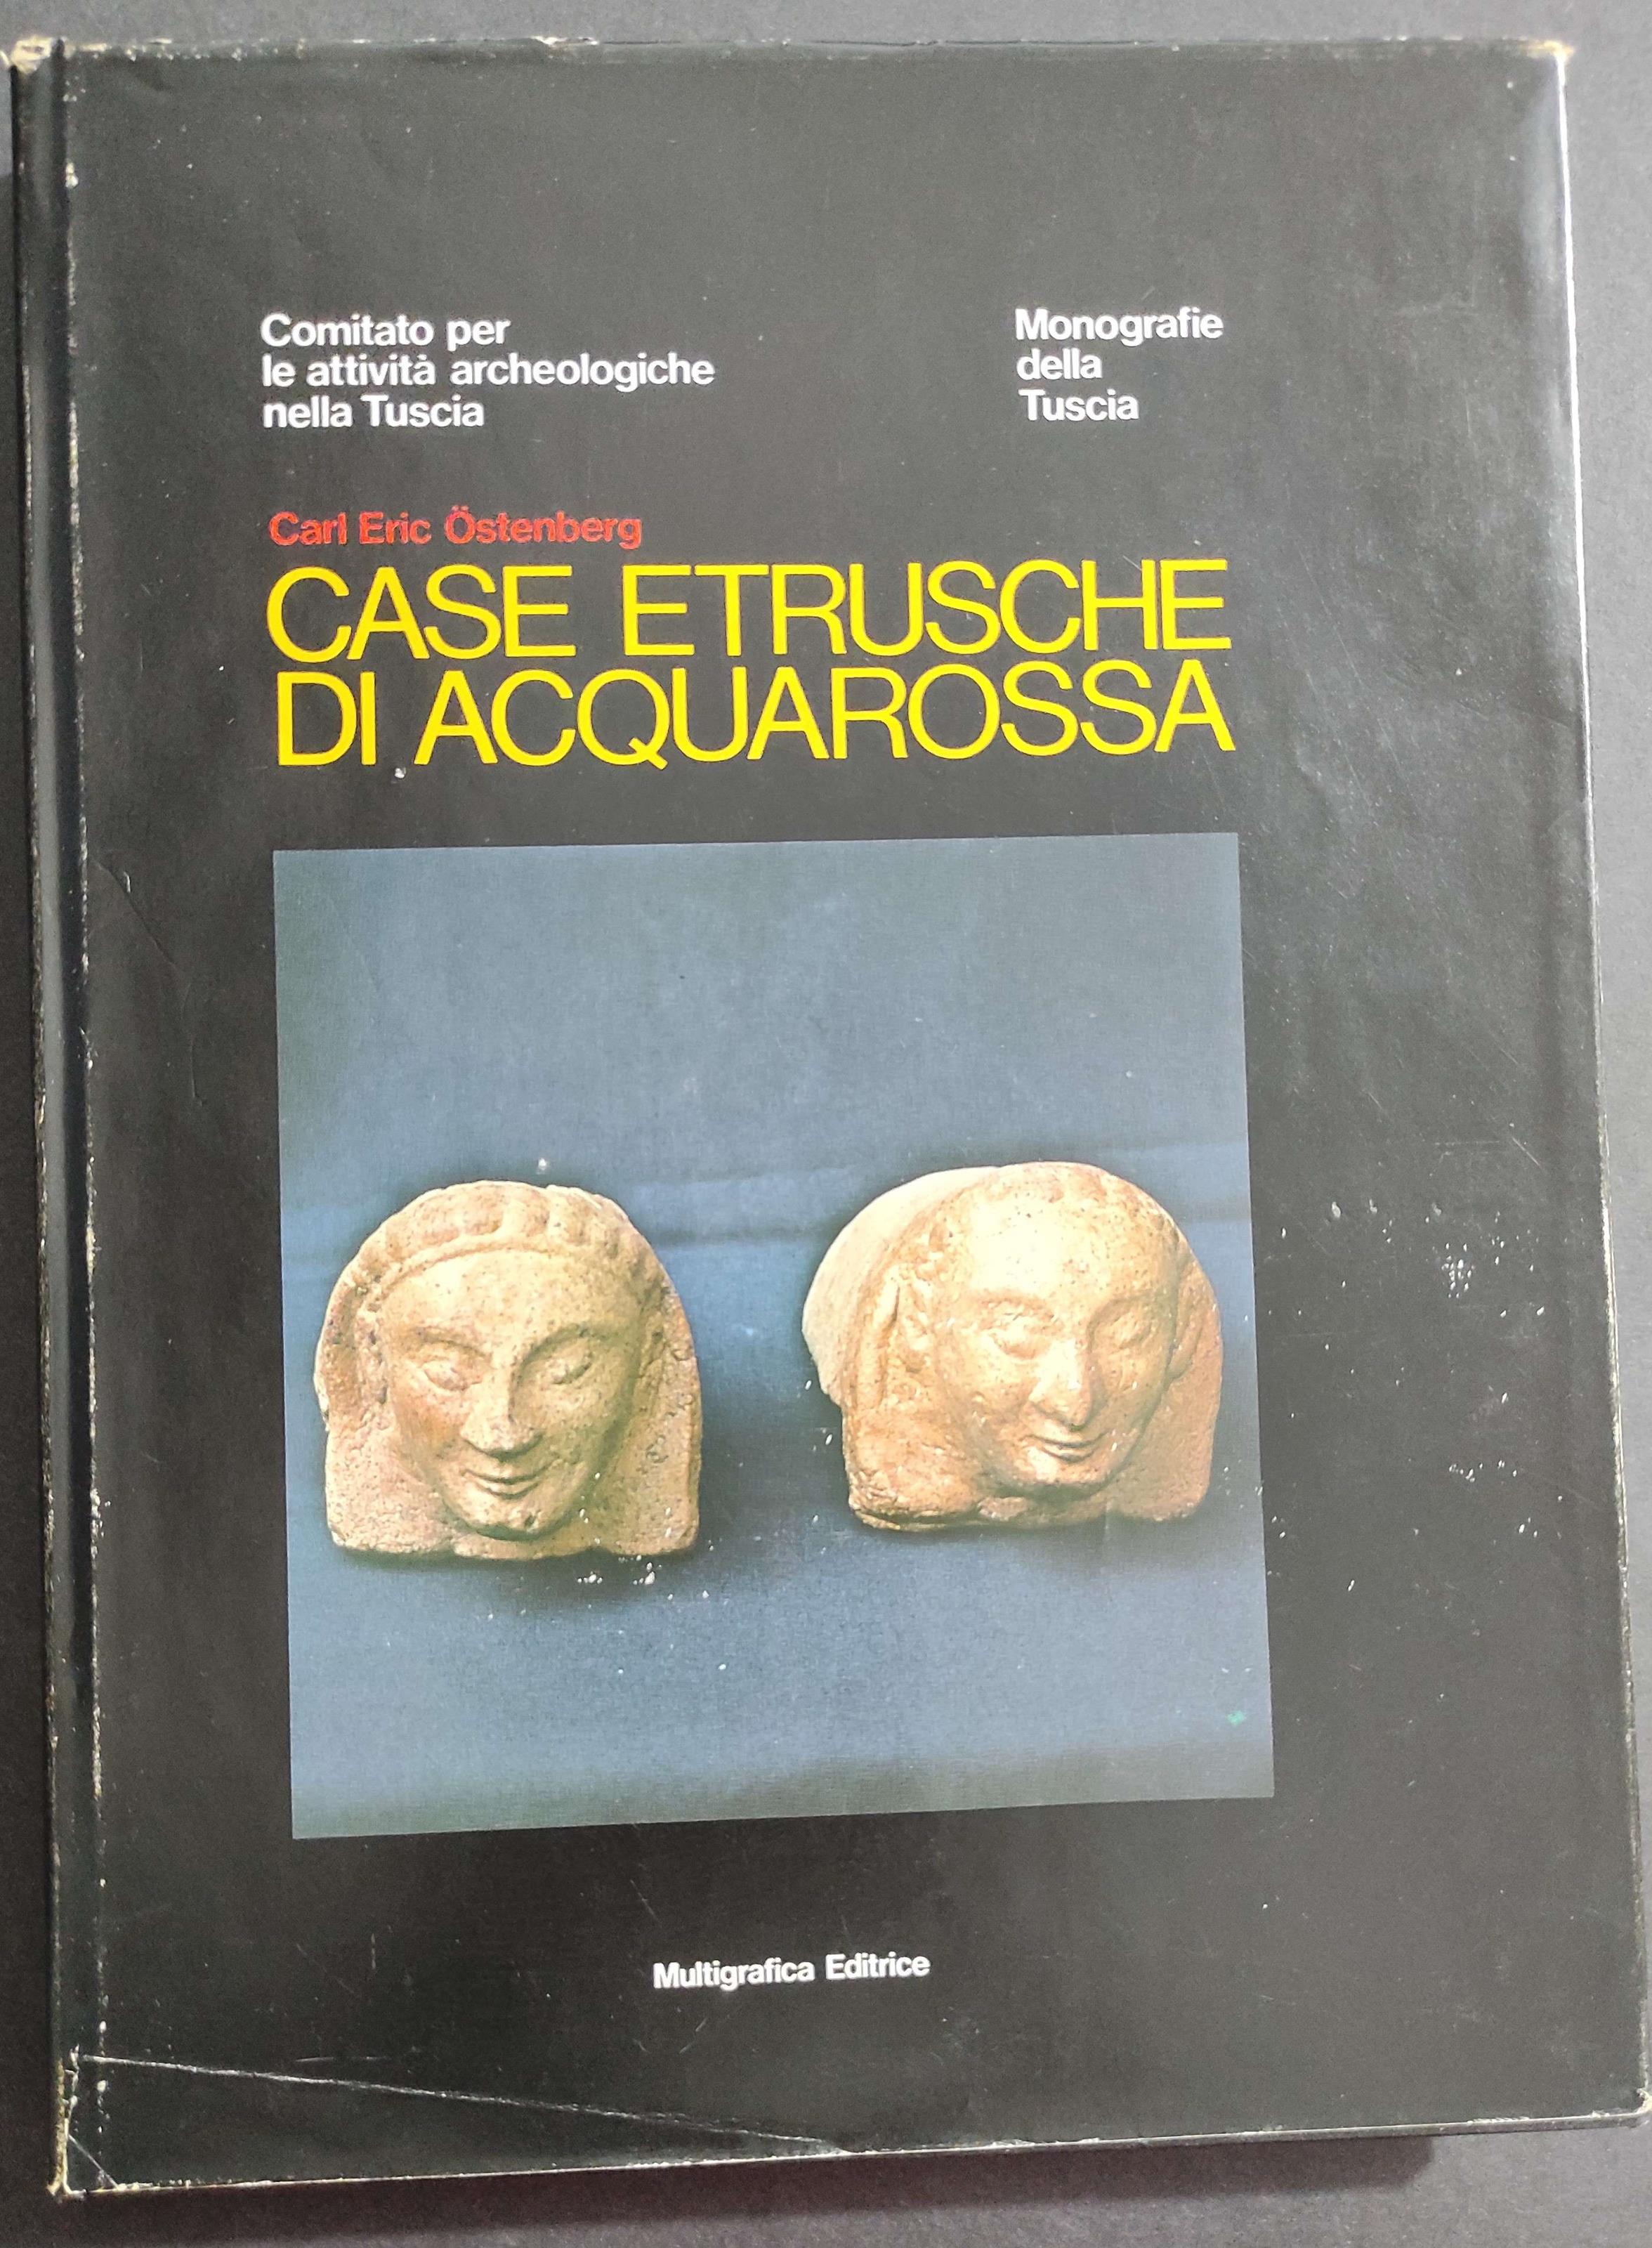 Comitato per
le attività archeologiche
nella Tuscia
Monografie
della
Tuscia
Carl Eric Östenberg
CASE ETRUSCHE
DI ACQUAROSSA
Multigrafica Editrice